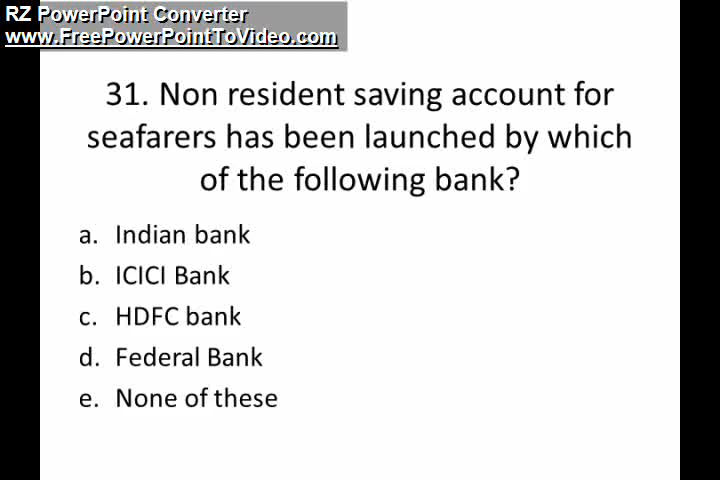 RZ PowerPoint Converter
www.FreePowerPointToVideo.com
31. Non resident saving account for
seafarers has been launched by which
of the following bank?
a. Indian bank
b. ICICI Bank
c. HDFC bank
d. Federal Bank
e. None of these